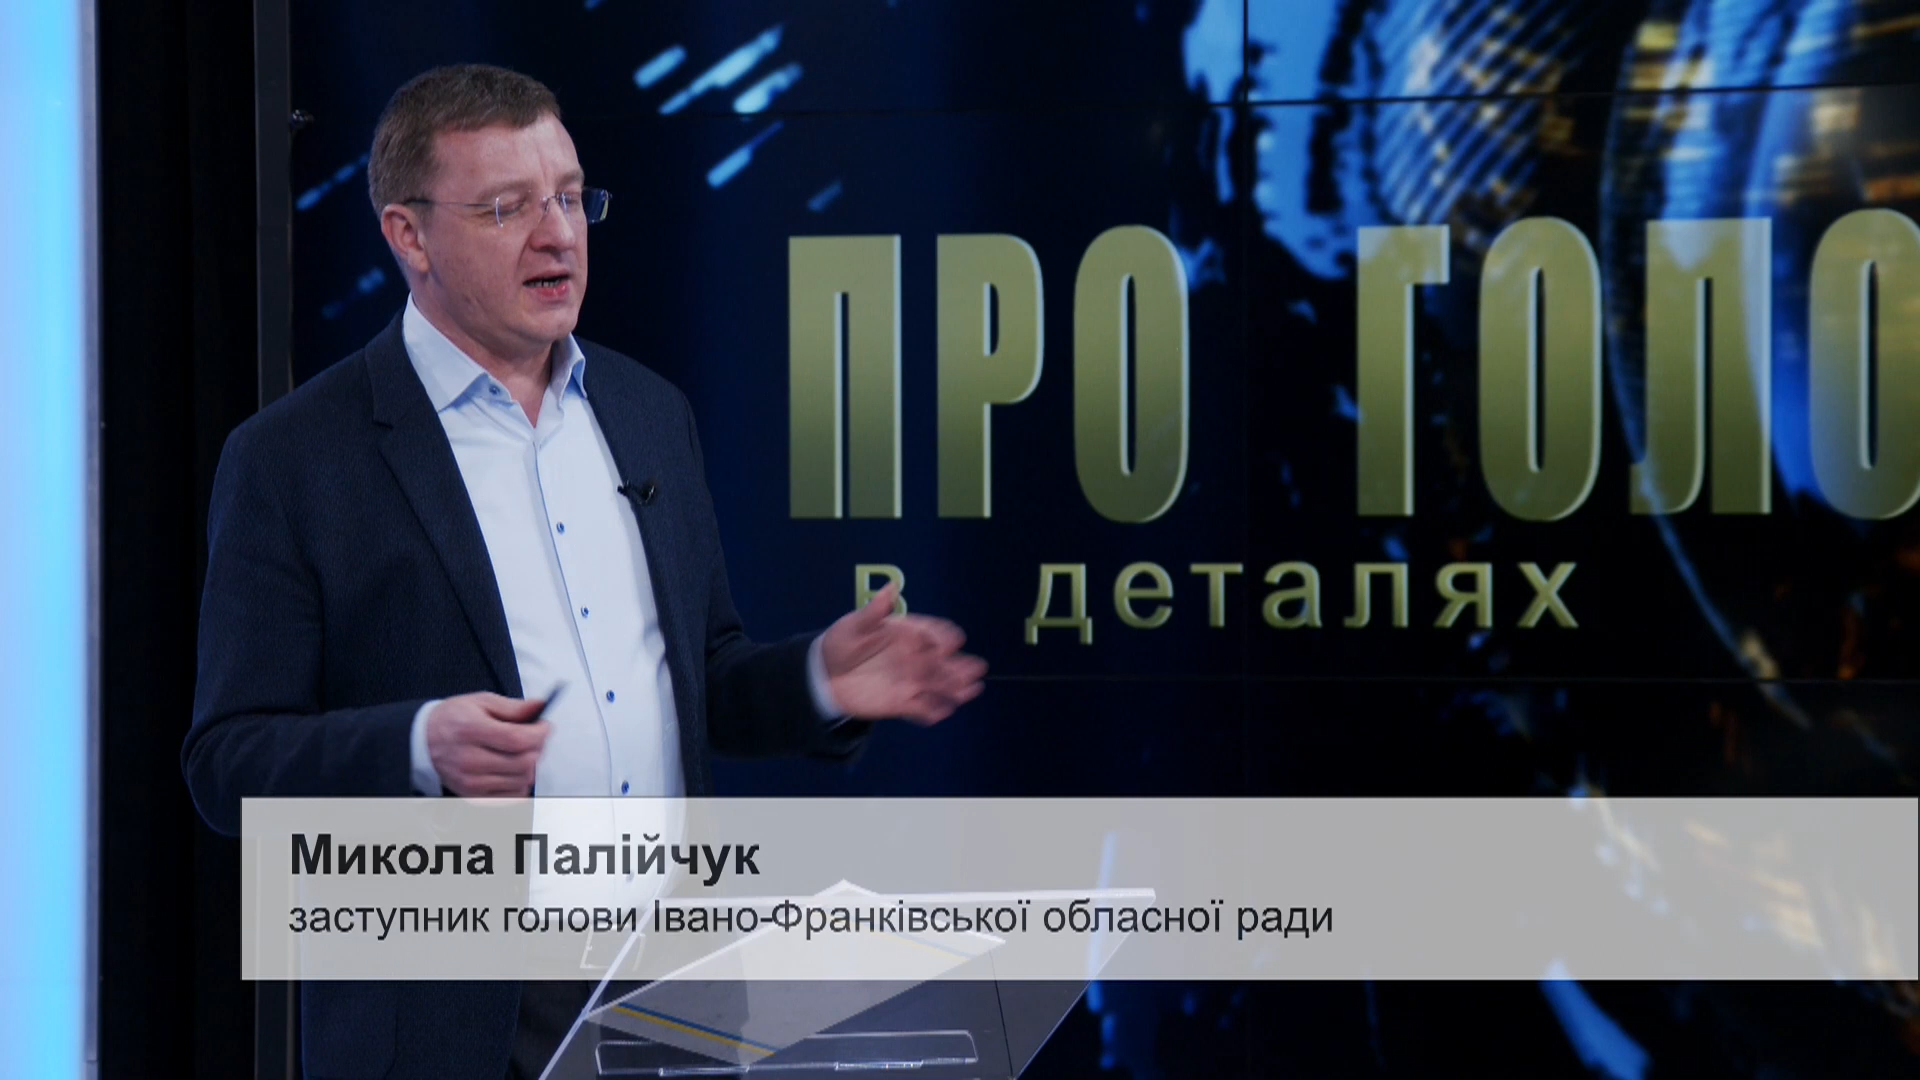 ПРО ГОЛО
в деталях
Микола Палійчук
заступник голови Івано-Франківської обласної ради